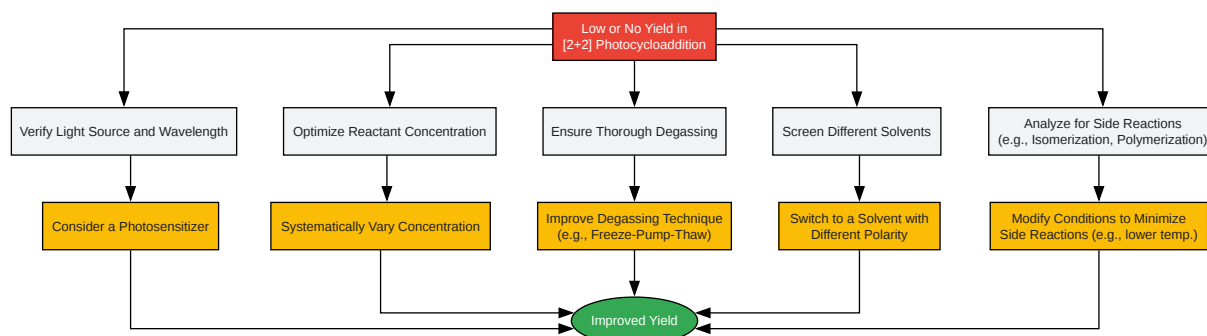 Low or No Yield in
[2+2] Photocycloaddition
Verify Light Source and Wavelength
Optimize Reactant Concentration
Ensure Thorough Degassing
Screen Different Solvents
Analyze for Side Reactions
(e.g., Isomerization, Polymerization)
Consider a Photosensitizer
Systematically Vary Concentration
Improve Degassing Technique
(e.g., Freeze-Pump-Thaw)
Switch to a Solvent with
Different Polarity
Modify Conditions to Minimize
Side Reactions (e.g., lower temp.)
Improved Yield